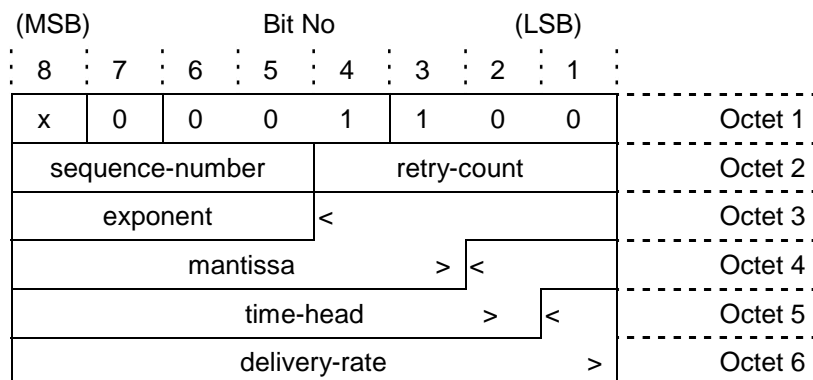 (MSB) Bit No (LSB)
8 7 6 5 4 3 2 1
x 0 0 0 1 1 0 0 Octet 1
sequence-number retry-count Octet 2
exponent < Octet 3
mantissa > < Octet 4
time-head > < Octet 5
delivery-rate > Octet 6